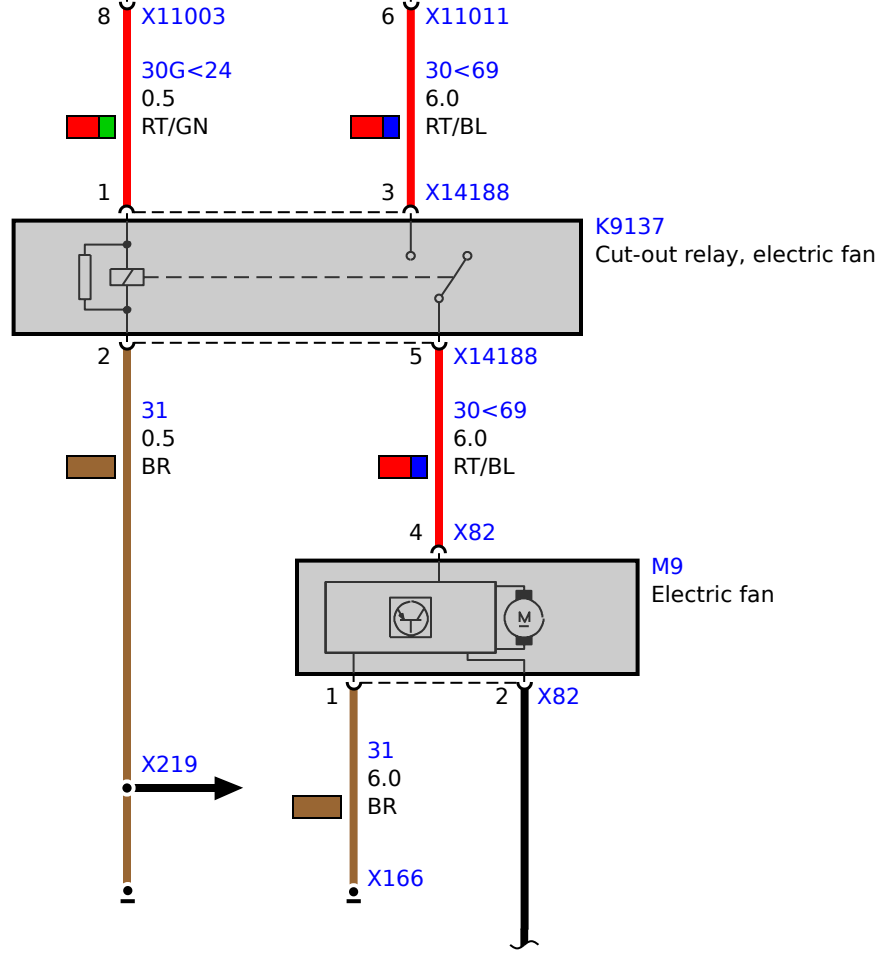 8 X11003 6 X11011
30G<24 30<69
0.5 6.0
RT/GN RT/BL
1 3 X14188
K9137
Cut-out relay, electric fan
2 5 X14188
31 30<69
0.5 6.0
BR RT/BL
4 X82
M9
Electric fan
M
1 2 X82
31
X219
6.0
BR
X166